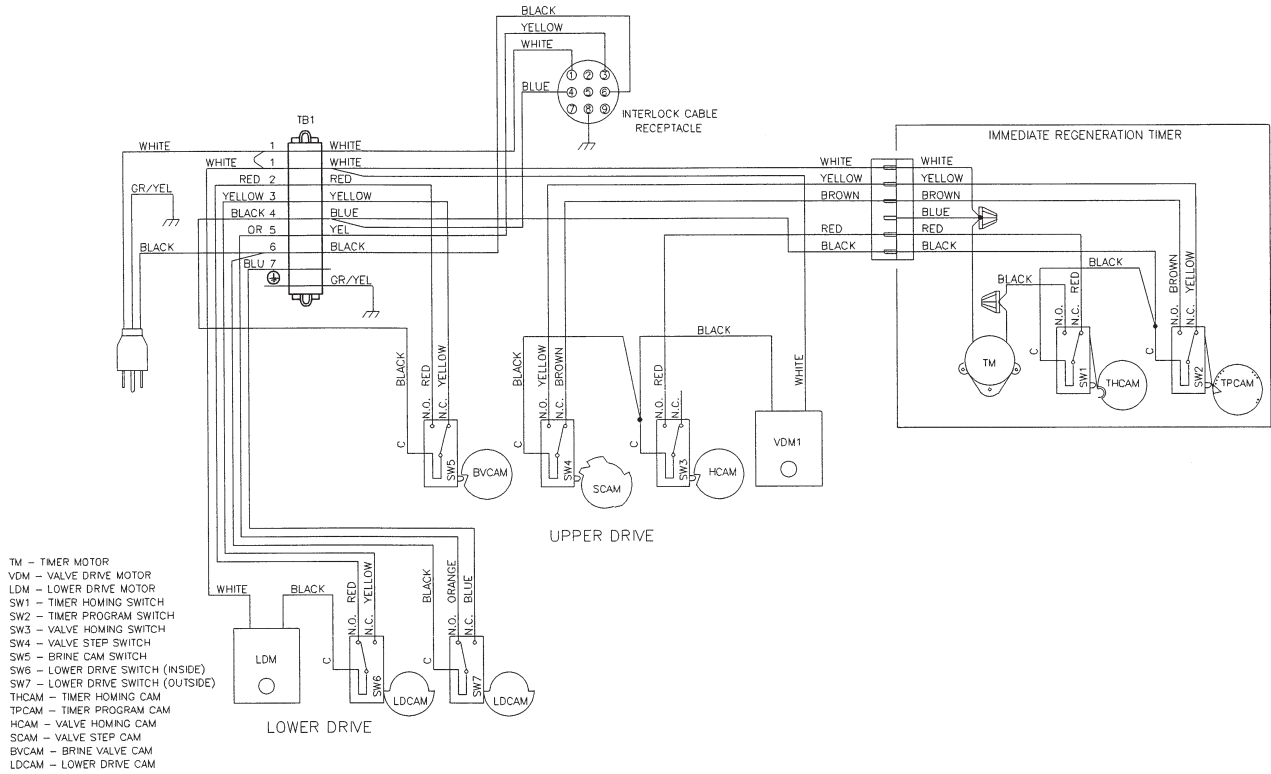 BLACK
YELLOW
WHITE
1 2 3
BLUE
4 5 6
7 8 9
INTERLOCK CABLE
RECEPTACLE
TB1
IMMEDIATE REGENERATION TIMER
WHITE 1 WHITE
WHITE 1 WHITE WHITE WHITE
RED 2 RED YELLOW YELLOW
GR/YEL
YELLOW 3 YELLOW BROWN BROWN
BLACK 4 BLUE BLUE
OR 5 YEL RED RED
BLACK 6 BLACK BLACK BLACK
BLU 7
GR/YEL
BLACK
BLACK
BROWN
YELLOW
RED
N.O.
N.C.
N.O.
N.C.
C
C
TM
SW1
THCAM
SW2
TPCAM
BLACK
BLACK
RED
YELLOW
BLACK
YELLOW
BROWN
RED
WHITE
N.O.
N.C.
N.O.
N.C.
N.O.
N.C.
C
C
C
VDM1
SW5
BVCAM
SW4
SCAM
SW3
HCAM
UPPER DRIVE
WHITE
BLACK
RED
YELLOW
BLACK
ORANGE
BLUE
N.O.
N.C.
N.O.
N.C.
C
C
LDM
SW6
LDCAM
SW7
LDCAM
LOWER DRIVE
TM – TIMER MOTOR
VDM – VALVE DRIVE MOTOR
LDM – LOWER DRIVE MOTOR
SW1 – TIMER HOMING SWITCH
SW2 – TIMER PROGRAM SWITCH
SW3 – VALVE HOMING SWITCH
SW4 – VALVE STEP SWITCH
SW5 – BRINE CAM SWITCH
SW6 – LOWER DRIVE SWITCH (INSIDE)
SW7 – LOWER DRIVE SWITCH (OUTSIDE)
THCAM – TIMER HOMING CAM
TPCAM – TIMER PROGRAM CAM
HCAM – VALVE HOMING CAM
SCAM – VALVE STEP CAM
BVCAM – BRINE VALVE CAM
LDCAM – LOWER DRIVE CAM